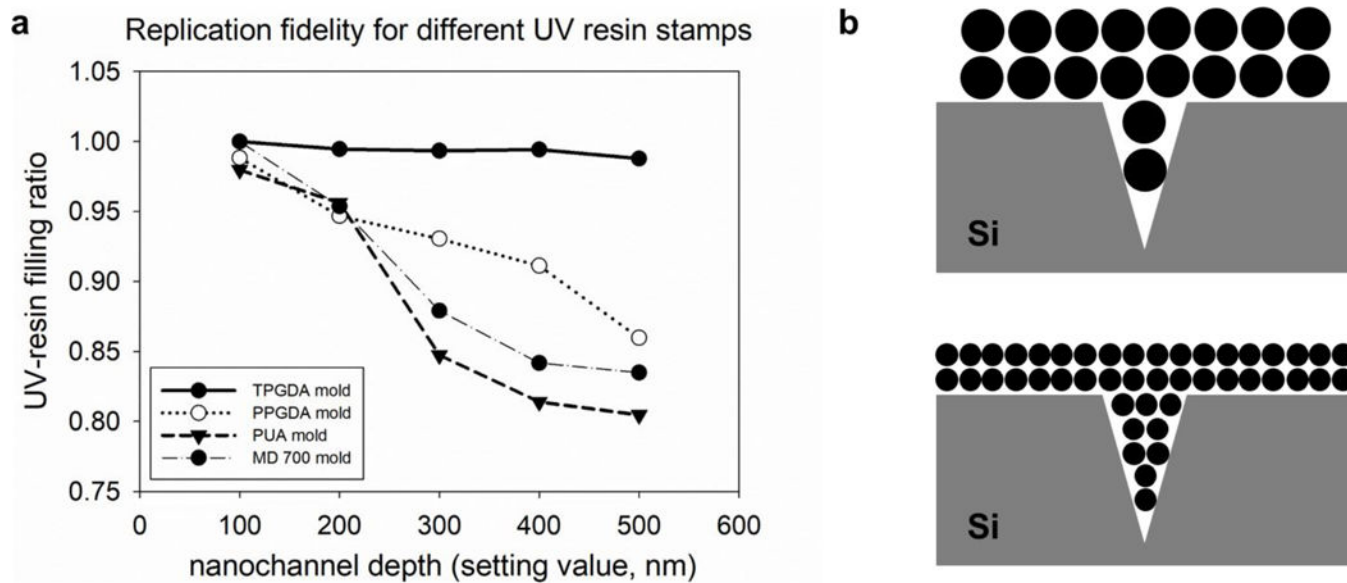 a
Replication fidelity for different UV resin stamps
b
UV-resin filling ratio
1.05
1.00
0.95
0.90
0.85
0.80
0.75
TPGDA mold
PPGDA mold
PUA mold
MD 700 mold
0 100 200 300 400 500 600
nanochannel depth (setting value, nm)
Si
Si